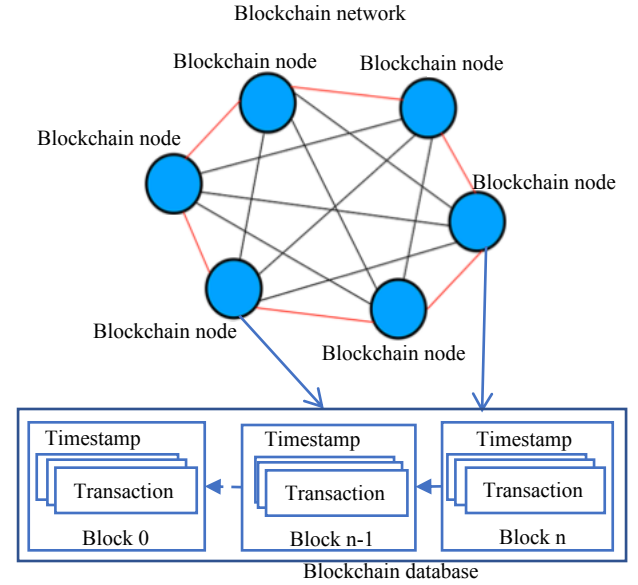 Blockchain network
Blockchain node
Blockchain node
Blockchain node
Blockchain node
Blockchain node
Blockchain node
Timestamp
Transaction
Block 0
Timestamp
Transaction
Block n-1
Timestamp
Transaction
Block n
Blockchain database